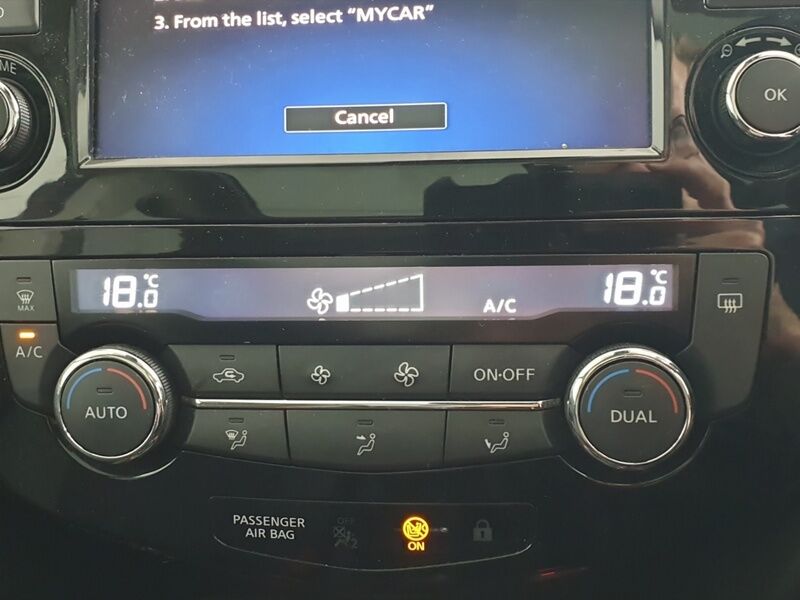 3. From the list, select "MYCAR"
Cancel
OK
18.0 °C
A/C
18.0 °C
MAX
A/C
AUTO
ON·OFF
DUAL
PASSENGER
AIR BAG
OFF
2
ON